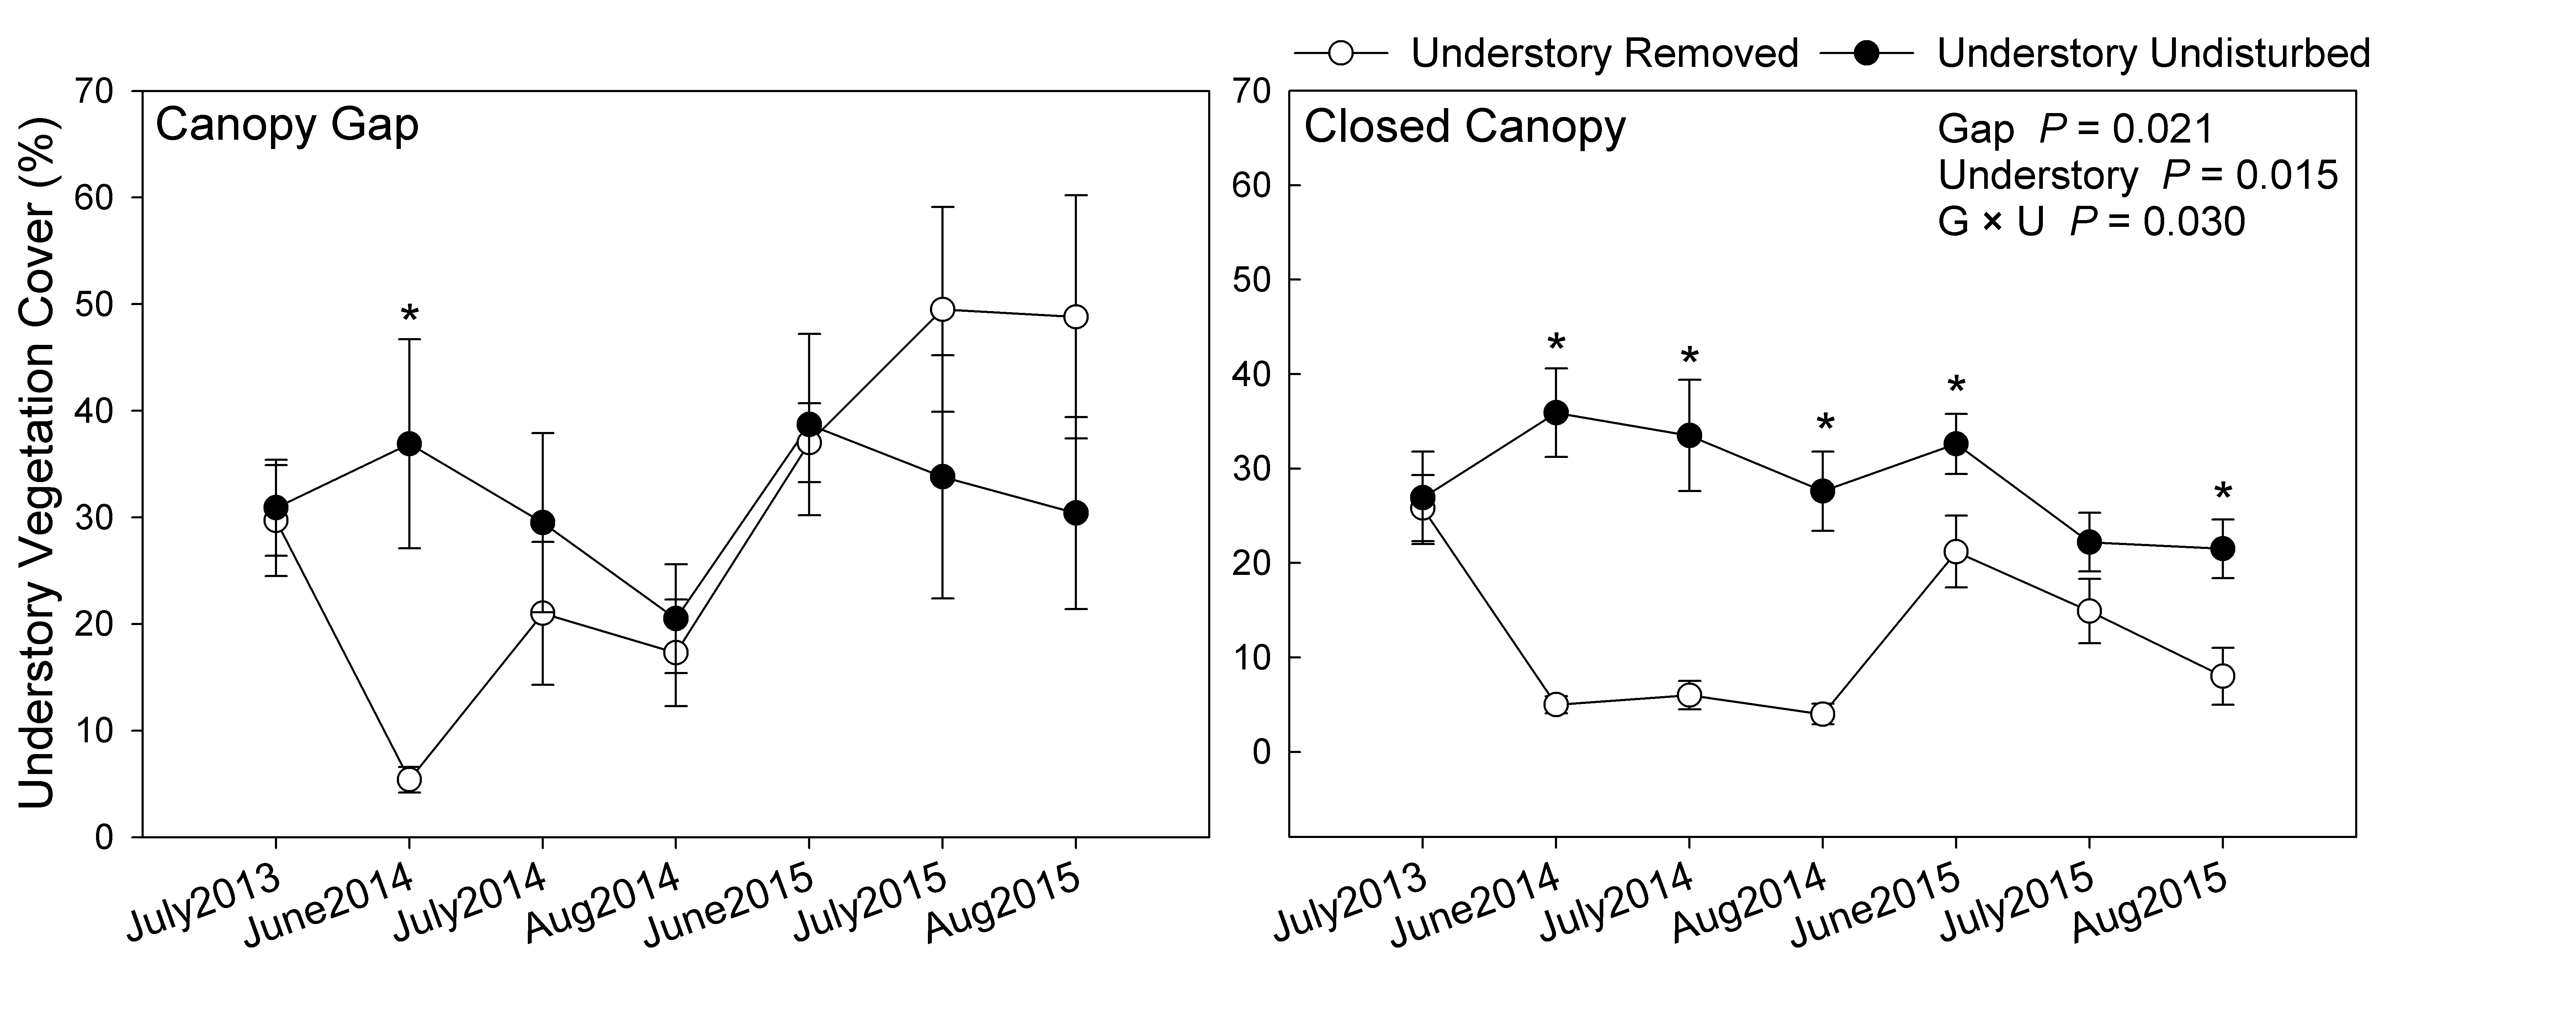 Understory Removed
Understory Undisturbed
Understory Vegetation Cover (%)
70
60
50
40
30
20
10
0
Canopy Gap
*
July2013
June2014
July2014
Aug2014
June2015
July2015
Aug2015
70
60
50
40
30
20
10
0
Closed Canopy
Gap P = 0.021
Understory P = 0.015
G × U P = 0.030
*
*
*
*
*
July2013
June2014
July2014
Aug2014
June2015
July2015
Aug2015